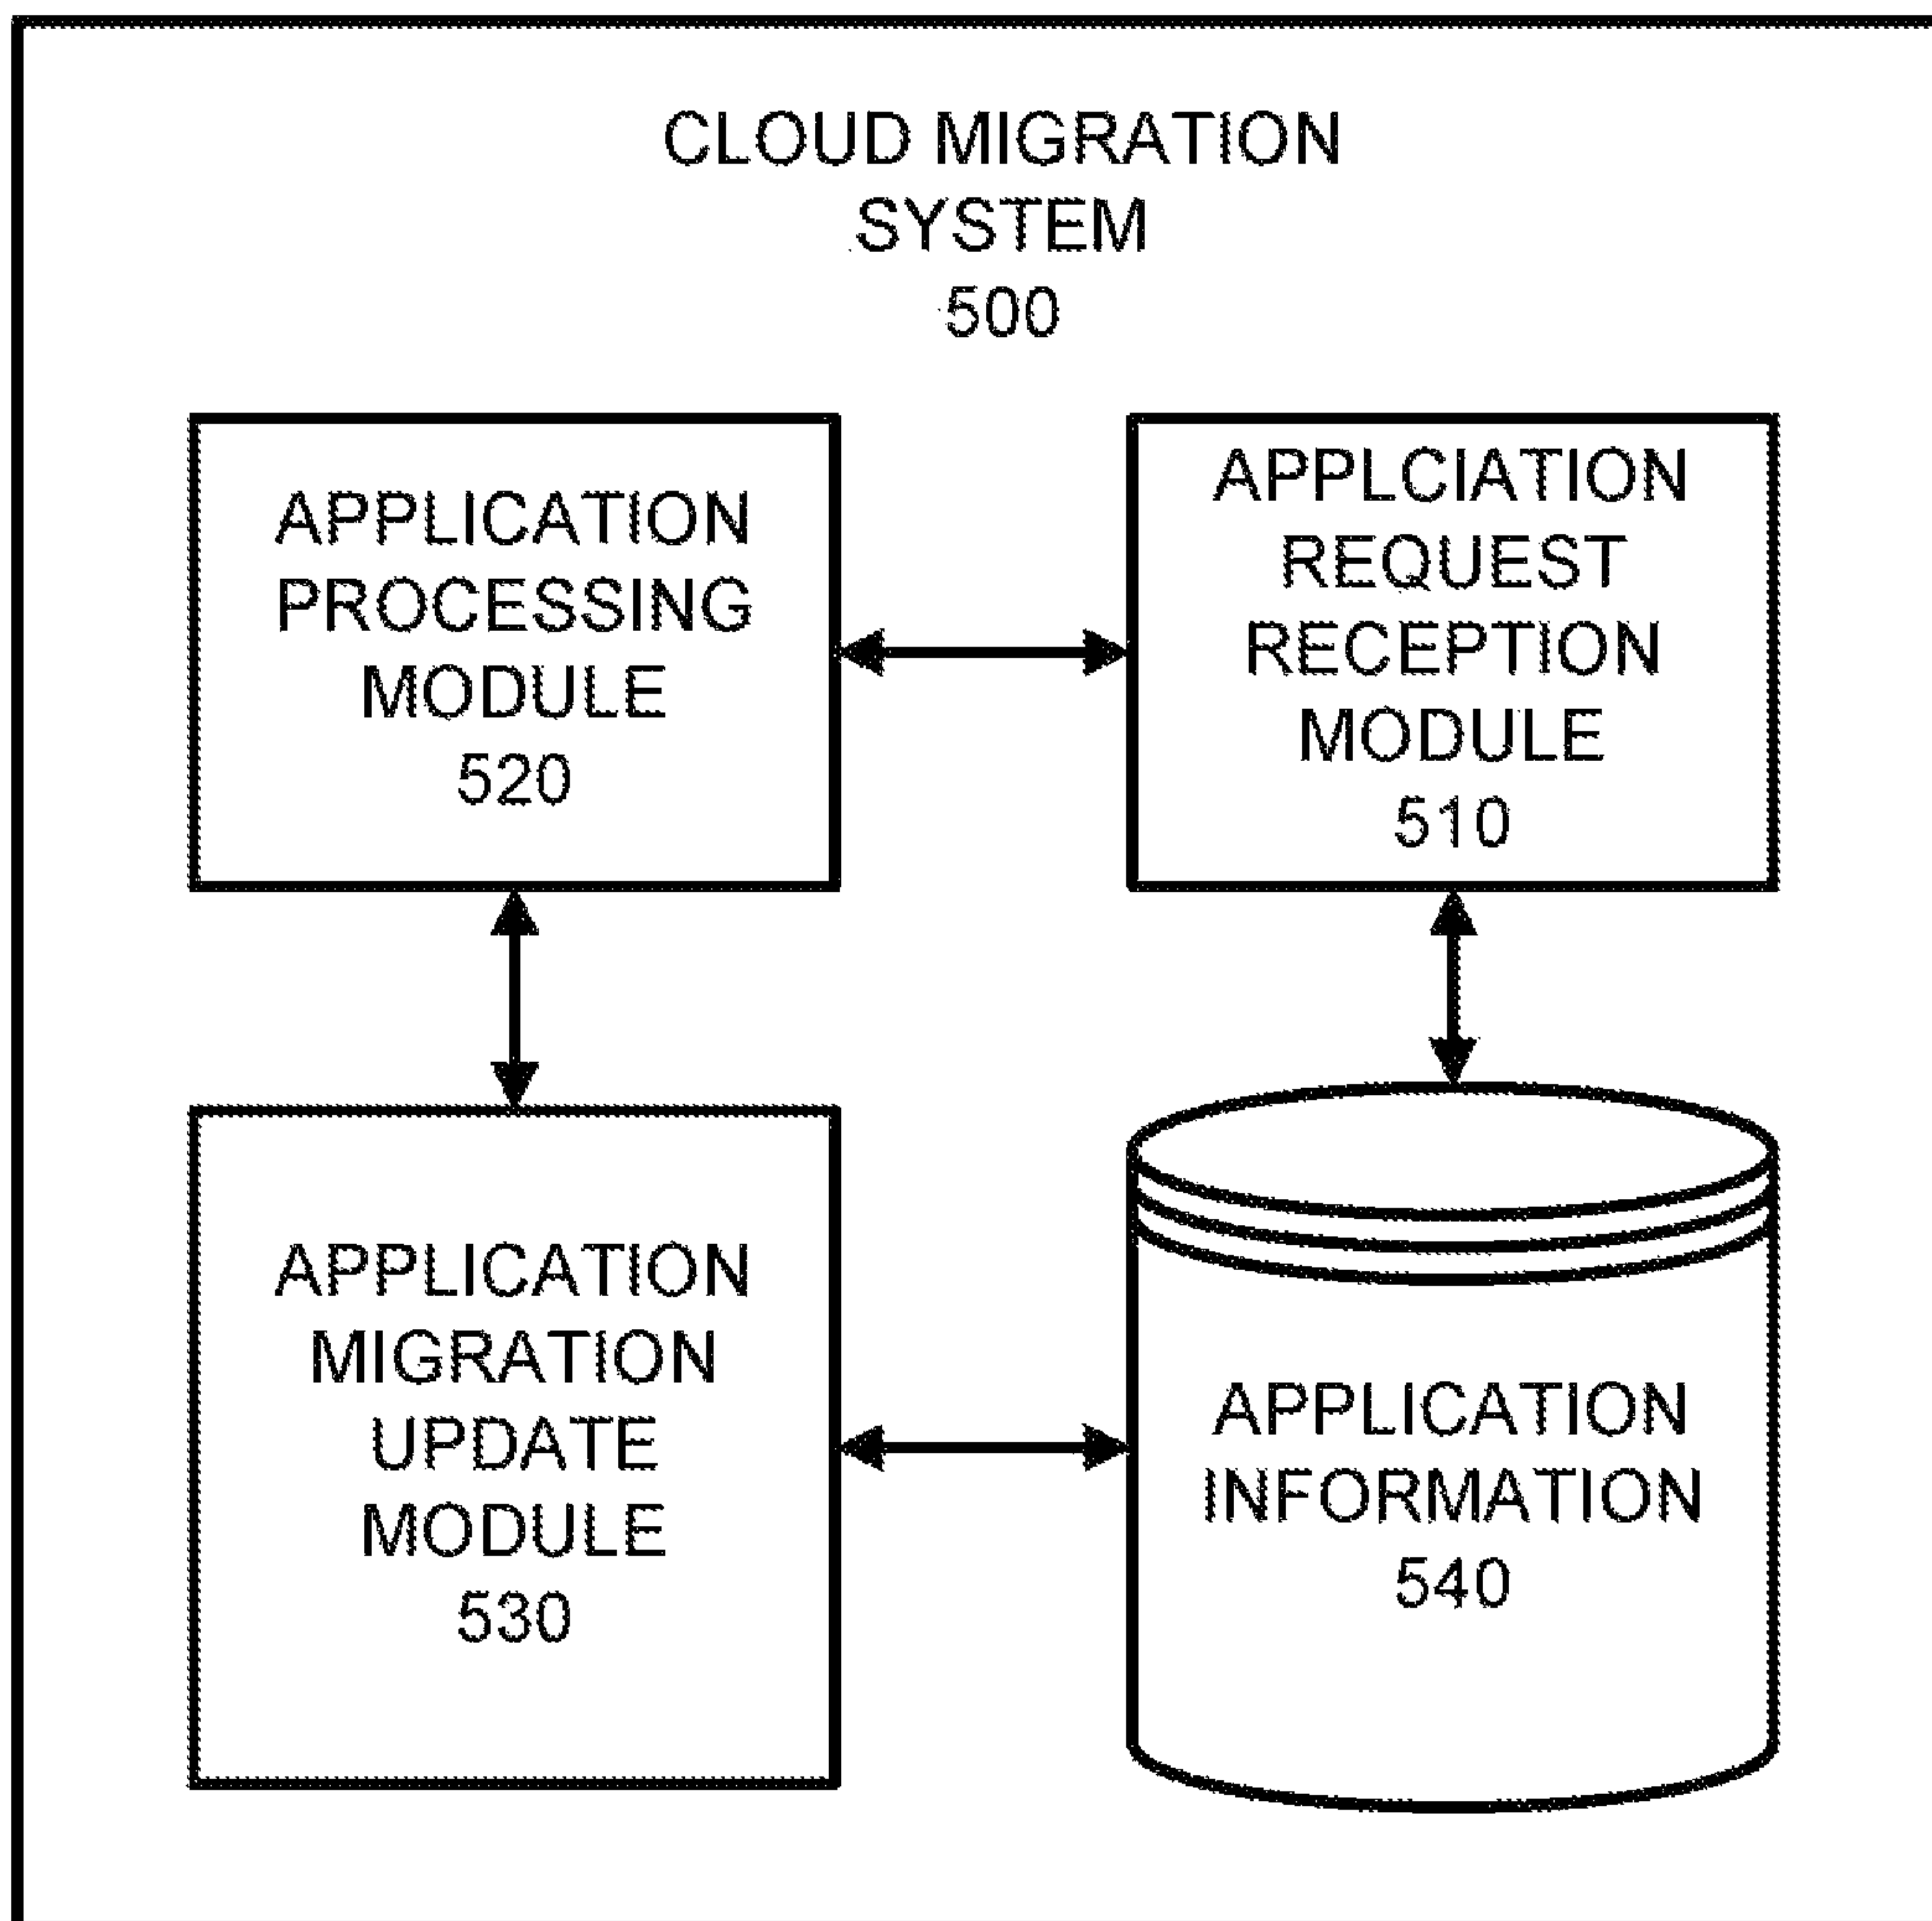 CLOUD MIGRATION
SYSTEM
500
APPLICATION
PROCESSING
MODULE
520
APPLCIATION
REQUEST
RECEPTION
MODULE
510
APPLICATION
MIGRATION
UPDATE
MODULE
530
APPLICATION
INFORMATION
540